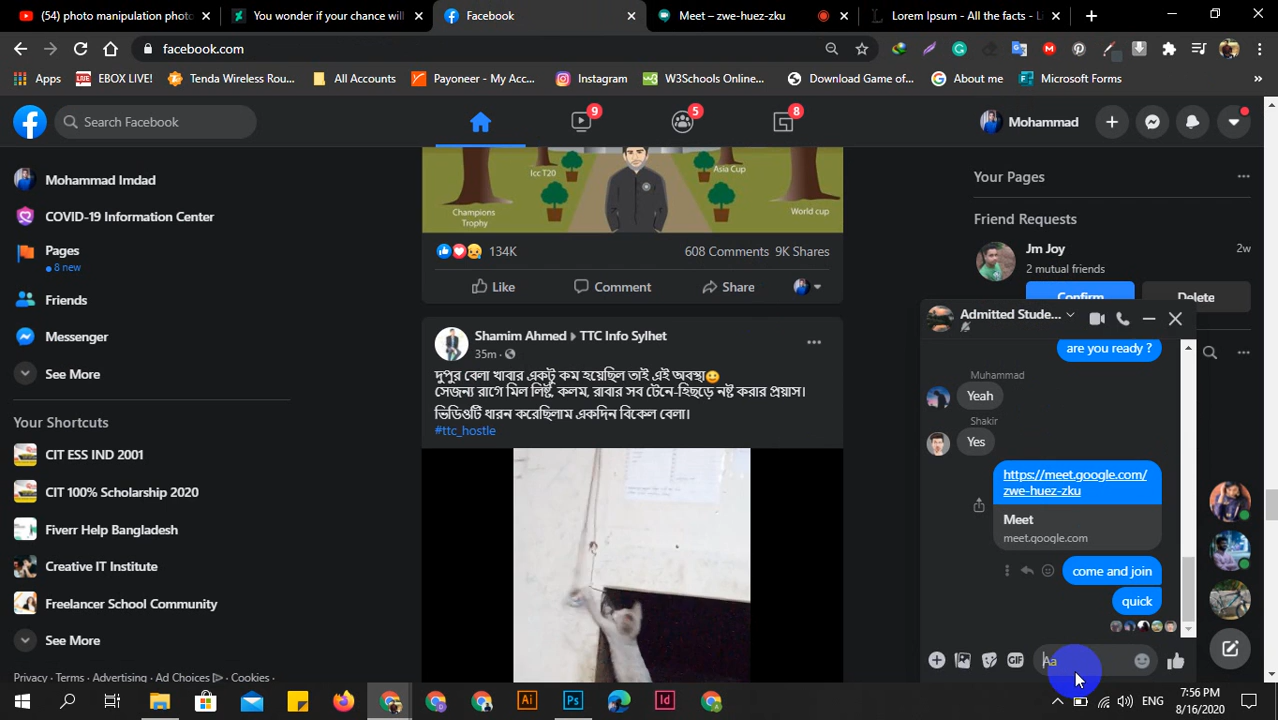 (54) photo manipulation photo
You wonder if your chance will
Facebook
Meet – zwe-huez-zku
Lorem Ipsum - All the facts - Li
facebook.com
Apps
EBOX LIVE!
Tenda Wireless Rou...
All Accounts
Payoneer - My Acc...
Instagram
W3Schools Online...
Download Game of...
About me
Microsoft Forms
Search Facebook
9
5
8
Mohammad
Mohammad Imdad
COVID-19 Information Center
Pages
8 new
Friends
Messenger
See More
Your Shortcuts
CIT ESS IND 2001
CIT 100% Scholarship 2020
Fiverr Help Bangladesh
Creative IT Institute
Freelancer School Community
See More
Privacy · Terms · Advertising · Ad Choices · Cookies ·
Icc T20
Asia Cup
Champions
Trophy
World cup
134K
608 Comments 9K Shares
Like
Comment
Share
Shamim Ahmed ▸ TTC Info Sylhet
35m ·
দুপুর বেলা খাবার একটু কম হয়েছিল তাই এই অবস্থা
সেজন্য রাগে মিল লিষ্ট, কলম, রাবার সব টেনে-হিছড়ে নষ্ট করার প্রয়াস।
ভিডিওটি ধারন করেছিলাম একদিন বিকেল বেলা।
#ttc_hostle
Your Pages
Friend Requests
Jm Joy
2w
2 mutual friends
Confirm
Delete
Admitted Stude...
are you ready ?
Muhammad
Yeah
Shakir
Yes
https://meet.google.com/
zwe-huez-zku
Meet
meet.google.com
come and join
quick
GIF
Aa
Ai
Ps
Id
ENG
7:56 PM
8/16/2020